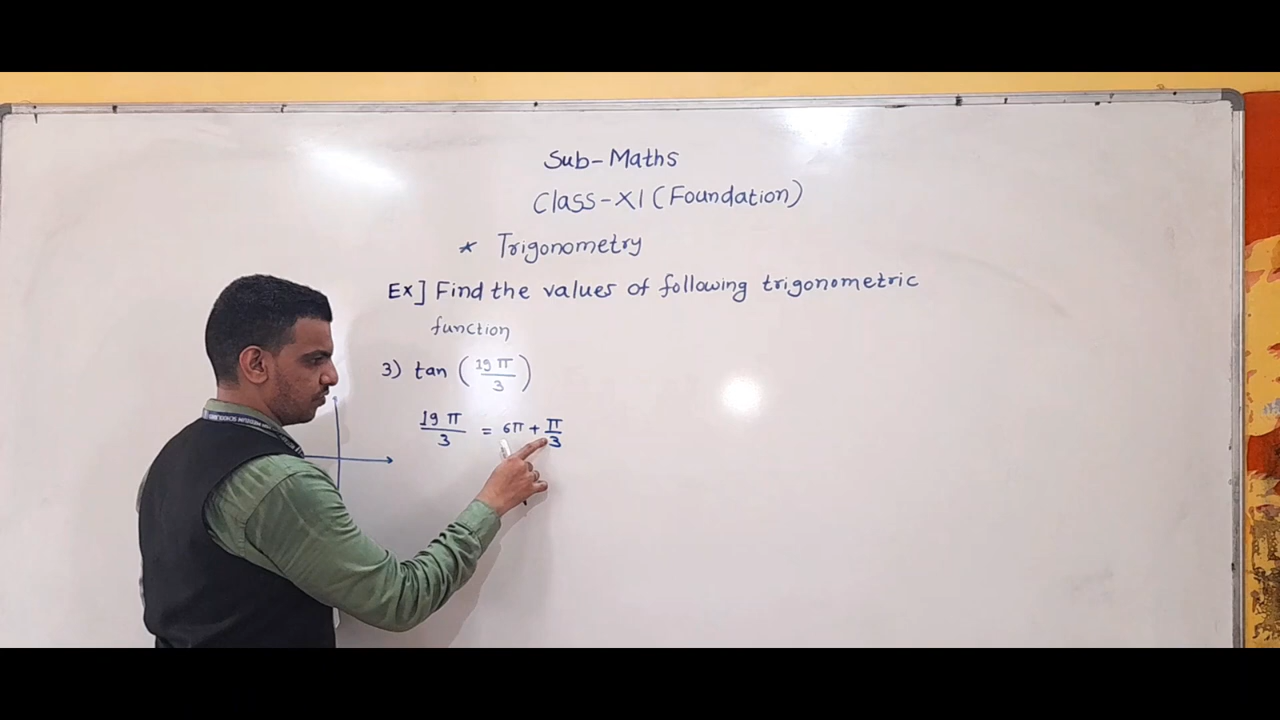 Sub-Maths
Class-XI (Foundation)
* Trigonometry
Ex] Find the values of following trigonometric
function
3) tan (19π/3)
19π/3 = 6π + π/3